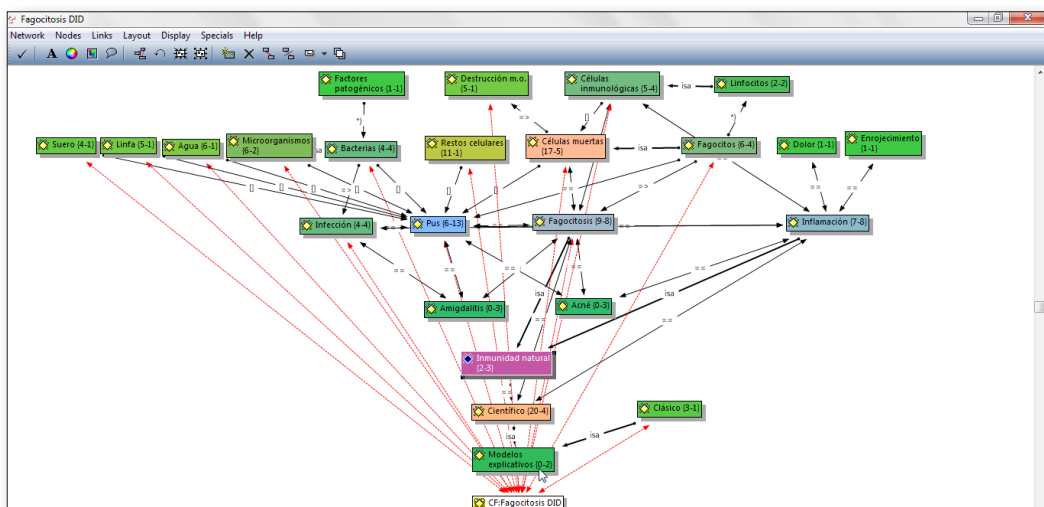 Fagocitosis DID
Network Nodes Links Layout Display Specials Help
Factores
patogénicos {1-1}
Destrucción m.o.
{5-1}
Células
inmunológicas {5-4}
isa
Linfocitos {2-2}
*}
=>
[]
*}
Suero {4-1}
Linfa {5-1}
Agua {6-1}
Microorganismos
{6-2}
isa
Bacterias {4-4}
Restos celulares
{11-1}
Células muertas
{17-5}
isa
Fagocitos {6-4}
Dolor {1-1}
Enrojecimiento
{1-1}
[]
[]
[]
[]
=>
[]
[]
[]
==
[]
=>
==
==
Infección {4-4}
==
Pus {6-13}
==
Fagocitosis {9-8}
==
Inflamación {7-8}
==
==
==
==
==
==
isa
isa
==
==
Amigdalitis {0-3}
Acné {0-3}
Inmunidad natural
{2-3}
==
Científico {20-4}
Clásico {3-1}
isa
isa
Modelos
explicativos {0-2}
CF:Fagocitosis DID